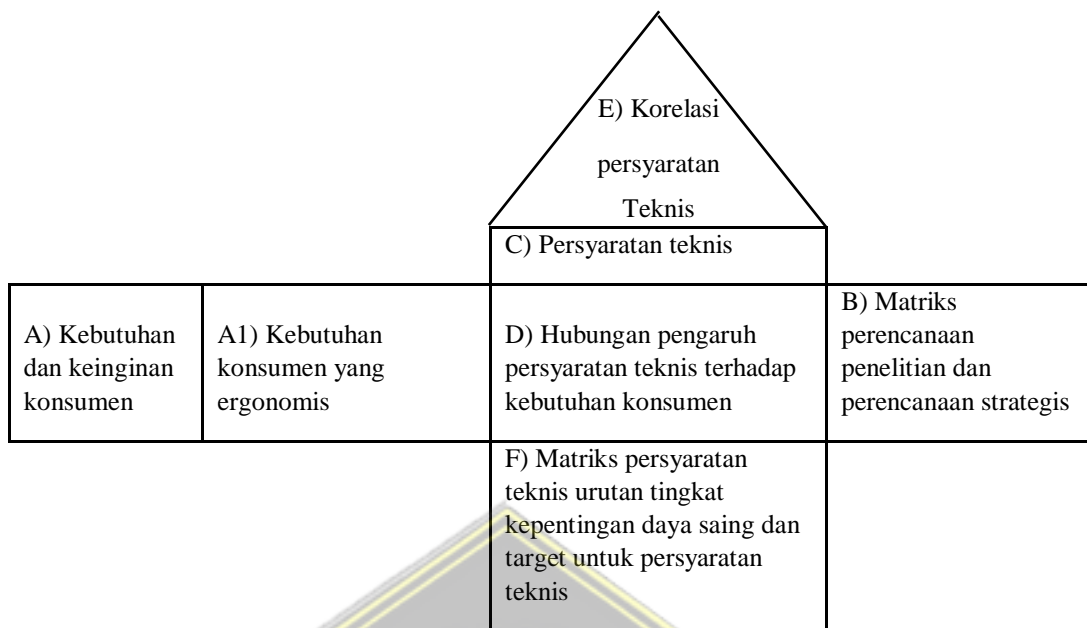 E) Korelasi
persyaratan
Teknis
C) Persyaratan teknis
A) Kebutuhan
dan keinginan
konsumen
A1) Kebutuhan
konsumen yang
ergonomis
D) Hubungan pengaruh
persyaratan teknis terhadap
kebutuhan konsumen
B) Matriks
perencanaan
penelitian dan
perencanaan strategis
F) Matriks persyaratan
teknis urutan tingkat
kepentingan daya saing dan
target untuk persyaratan
teknis